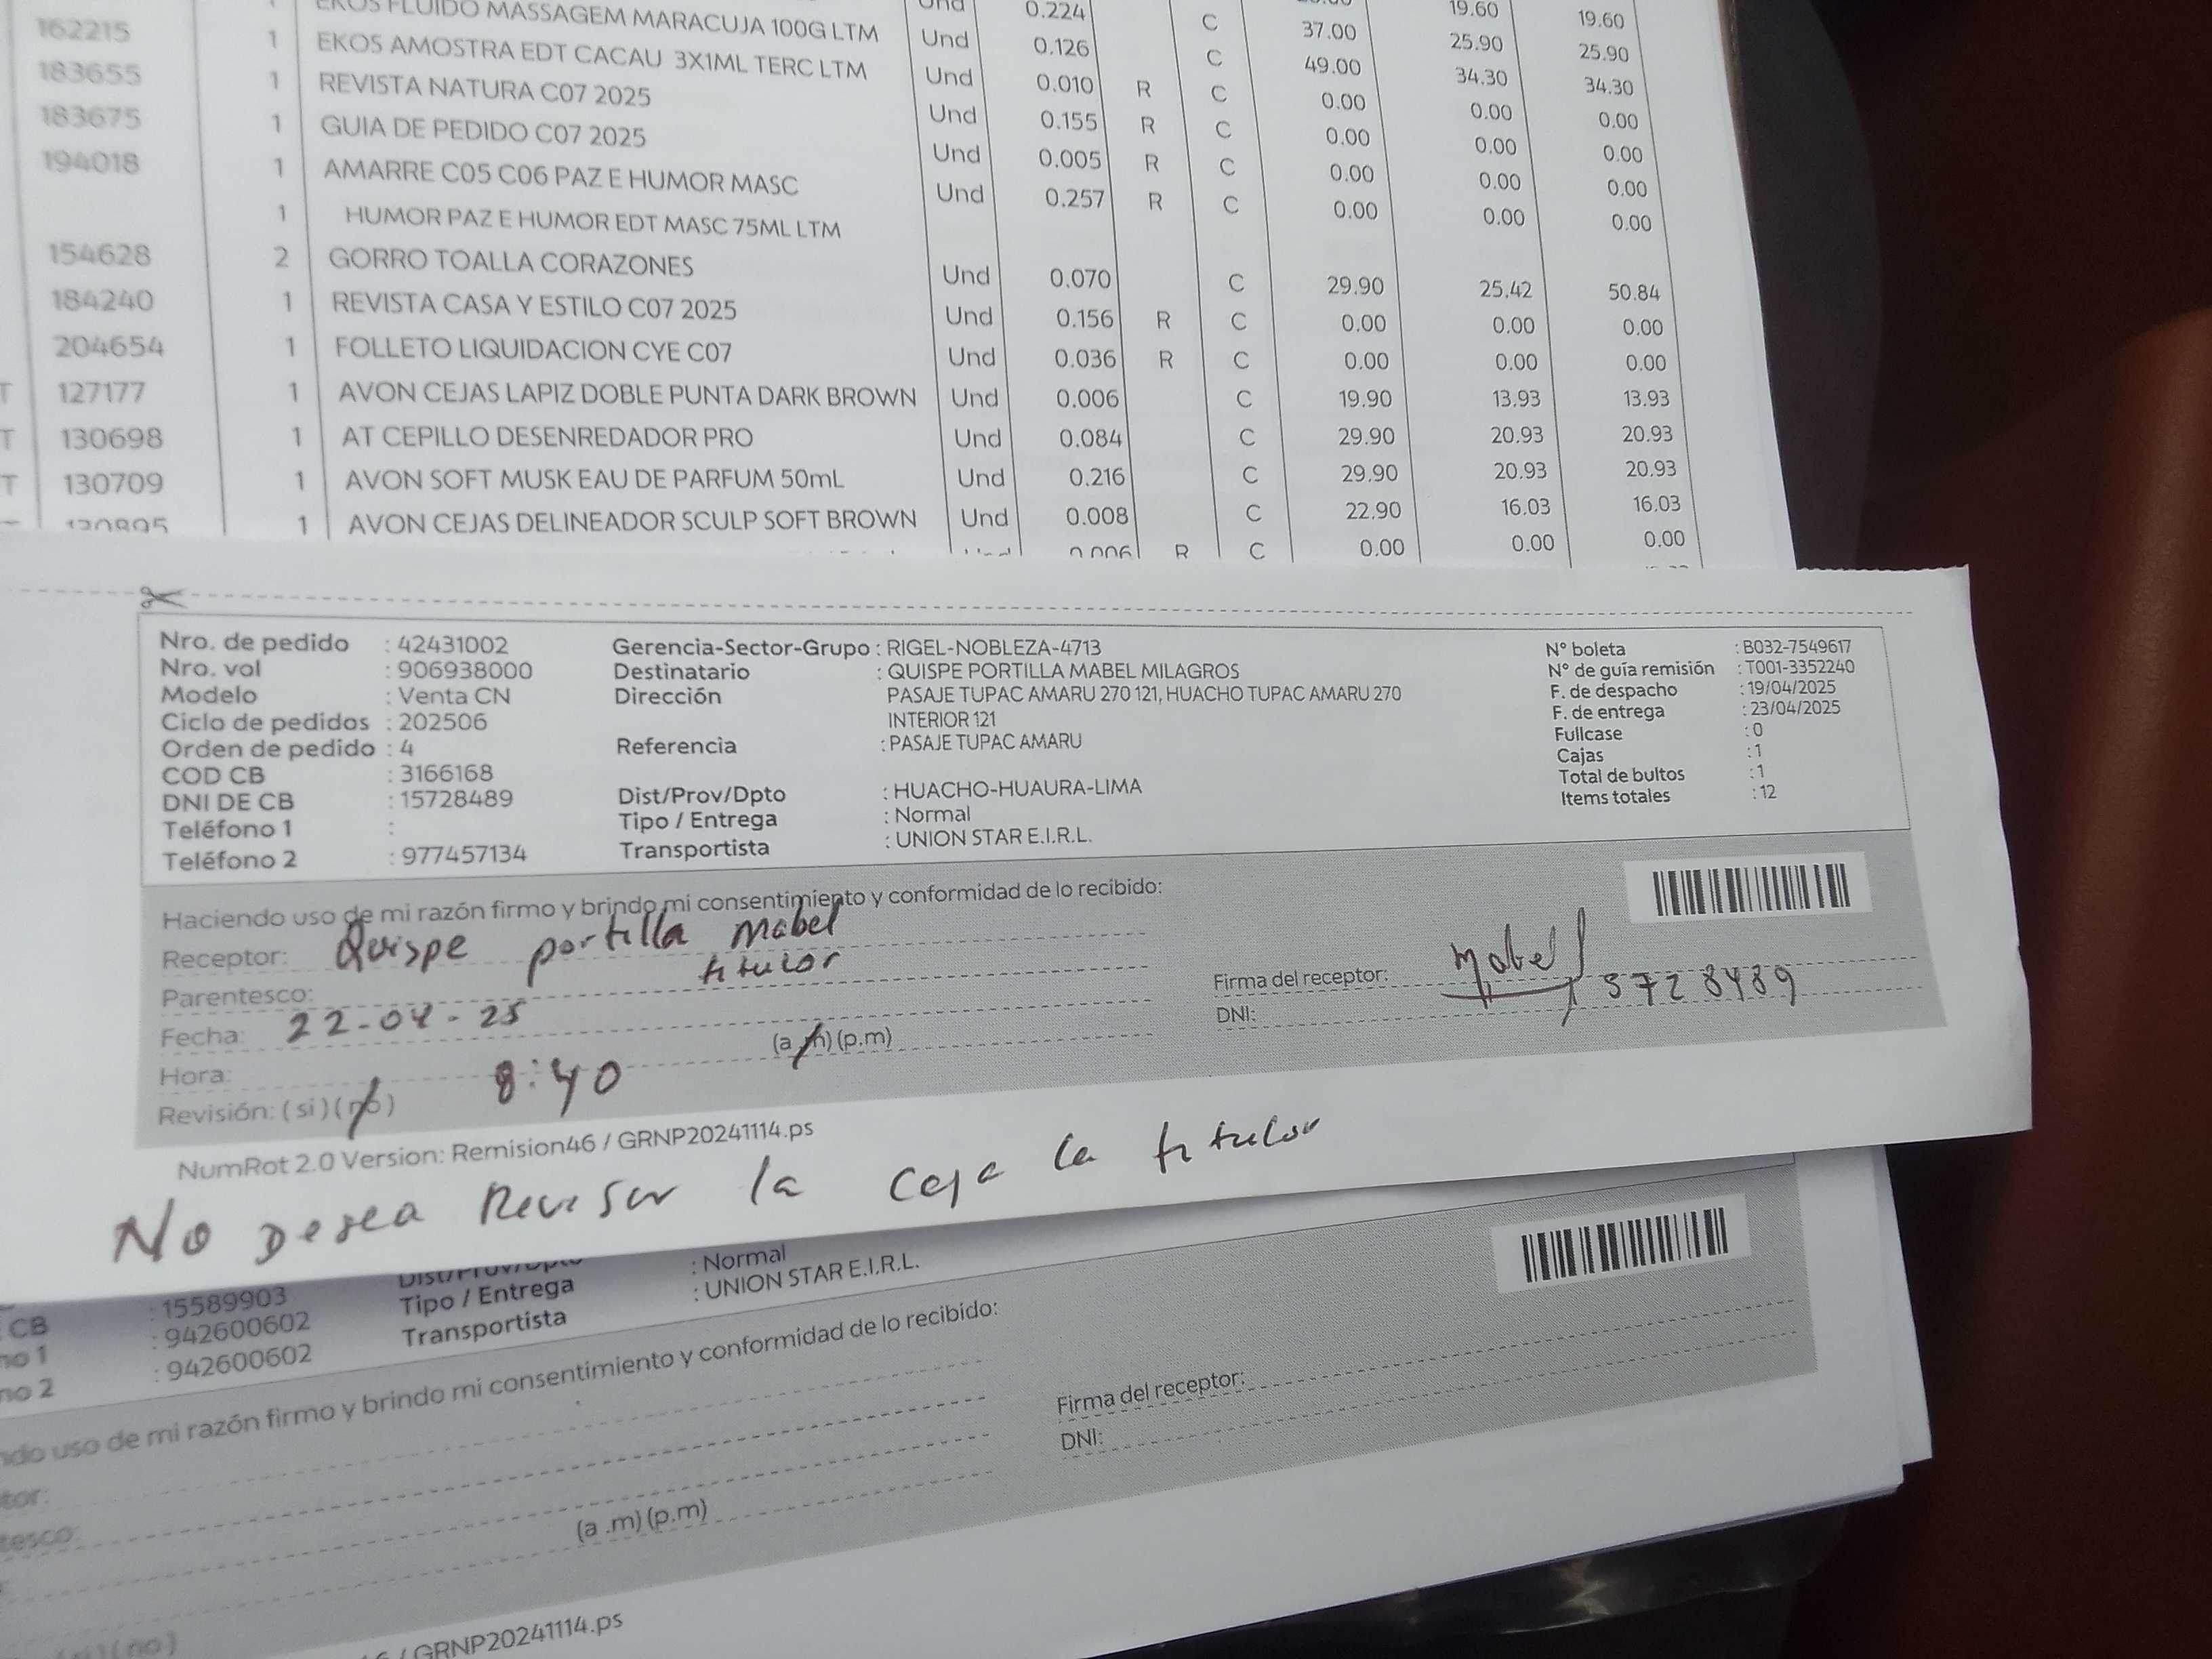 EKOS FLUIDO MASSAGEM MARACUJA 100G LTM Und 0.224 C 19.60 19.60
162215 1 EKOS AMOSTRA EDT CACAU 3X1ML TERC LTM Und 0.126 C 37.00 25.90 25.90
183655 1 REVISTA NATURA C07 2025 Und 0.010 R C 49.00 34.30 34.30
183675 1 GUIA DE PEDIDO C07 2025 Und 0.155 R C 0.00 0.00 0.00
194018 1 AMARRE C05 C06 PAZ E HUMOR MASC Und 0.005 R C 0.00 0.00 0.00
1 HUMOR PAZ E HUMOR EDT MASC 75ML LTM Und 0.257 R C 0.00 0.00 0.00
0.00 0.00 0.00
154628 2 GORRO TOALLA CORAZONES Und 0.070 C 29.90 25.42 50.84
184240 1 REVISTA CASA Y ESTILO C07 2025 Und 0.156 R C 0.00 0.00 0.00
204654 1 FOLLETO LIQUIDACION CYE C07 Und 0.036 R C 0.00 0.00 0.00
T 127177 1 AVON CEJAS LAPIZ DOBLE PUNTA DARK BROWN Und 0.006 C 19.90 13.93 13.93
T 130698 1 AT CEPILLO DESENREDADOR PRO Und 0.084 C 29.90 20.93 20.93
T 130709 1 AVON SOFT MUSK EAU DE PARFUM 50mL Und 0.216 C 29.90 20.93 20.93
130895 1 AVON CEJAS DELINEADOR SCULP SOFT BROWN Und 0.008 C 22.90 16.03 16.03
0.006 R C 0.00 0.00 0.00
Nro. de pedido : 42431002 Gerencia-Sector-Grupo : RIGEL-NOBLEZA-4713 N° boleta : B032-7549617
Nro. vol : 906938000 Destinatario : QUISPE PORTILLA MABEL MILAGROS N° de guía remisión : T001-3352240
Modelo : Venta CN Dirección PASAJE TUPAC AMARU 270 121, HUACHO TUPAC AMARU 270 F. de despacho : 19/04/2025
Ciclo de pedidos : 202506 INTERIOR 121 F. de entrega : 23/04/2025
Orden de pedido : 4 Referencia : PASAJE TUPAC AMARU Fullcase : 0
COD CB : 3166168 Cajas : 1
DNI DE CB : 15728489 Dist/Prov/Dpto : HUACHO-HUAURA-LIMA Total de bultos : 1
Teléfono 1 : Tipo / Entrega : Normal Items totales : 12
Teléfono 2 : 977457134 Transportista : UNION STAR E.I.R.L.
Haciendo uso de mi razón firmo y brindo mi consentimiento y conformidad de lo recibido:
Receptor: Quispe portilla Mabel
Parentesco: titular
Firma del receptor: Mabel
Fecha: 22-04-25
DNI: 15728489
Hora: 8:40 (a.m)(p.m)
Revisión: (si)(no)
NumRot 2.0 Version: Remision46 / GRNP20241114.ps
No Desea Revisar la caja la titular
Dist/Prov/Dpto
CB : 15589903 Tipo / Entrega : Normal
no 1 : 942600602 Transportista : UNION STAR E.I.R.L.
no 2 : 942600602
ndo uso de mi razón firmo y brindo mi consentimiento y conformidad de lo recibido:
tor:
Firma del receptor:
tesco:
DNI:
(a .m)(p.m)
(no)
6 / GRNP20241114.ps